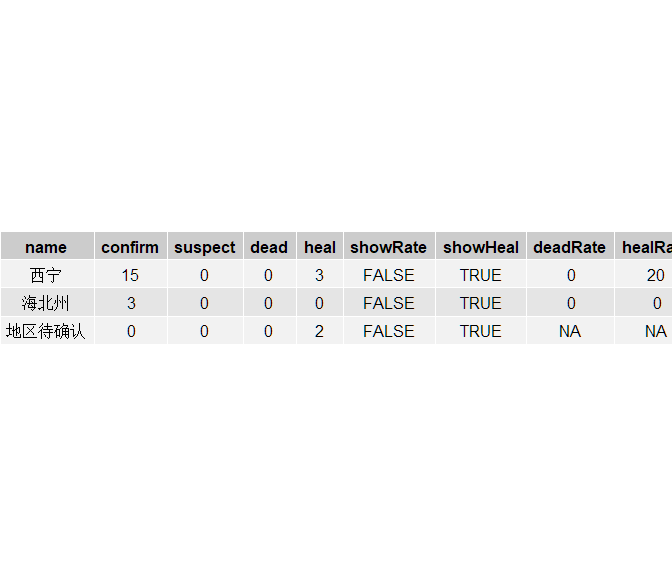 name confirm suspect dead heal showRate showHeal deadRate healRa
西宁 15 0 0 3 FALSE TRUE 0 20
海北州 3 0 0 0 FALSE TRUE 0 0
地区待确认 0 0 0 2 FALSE TRUE NA NA